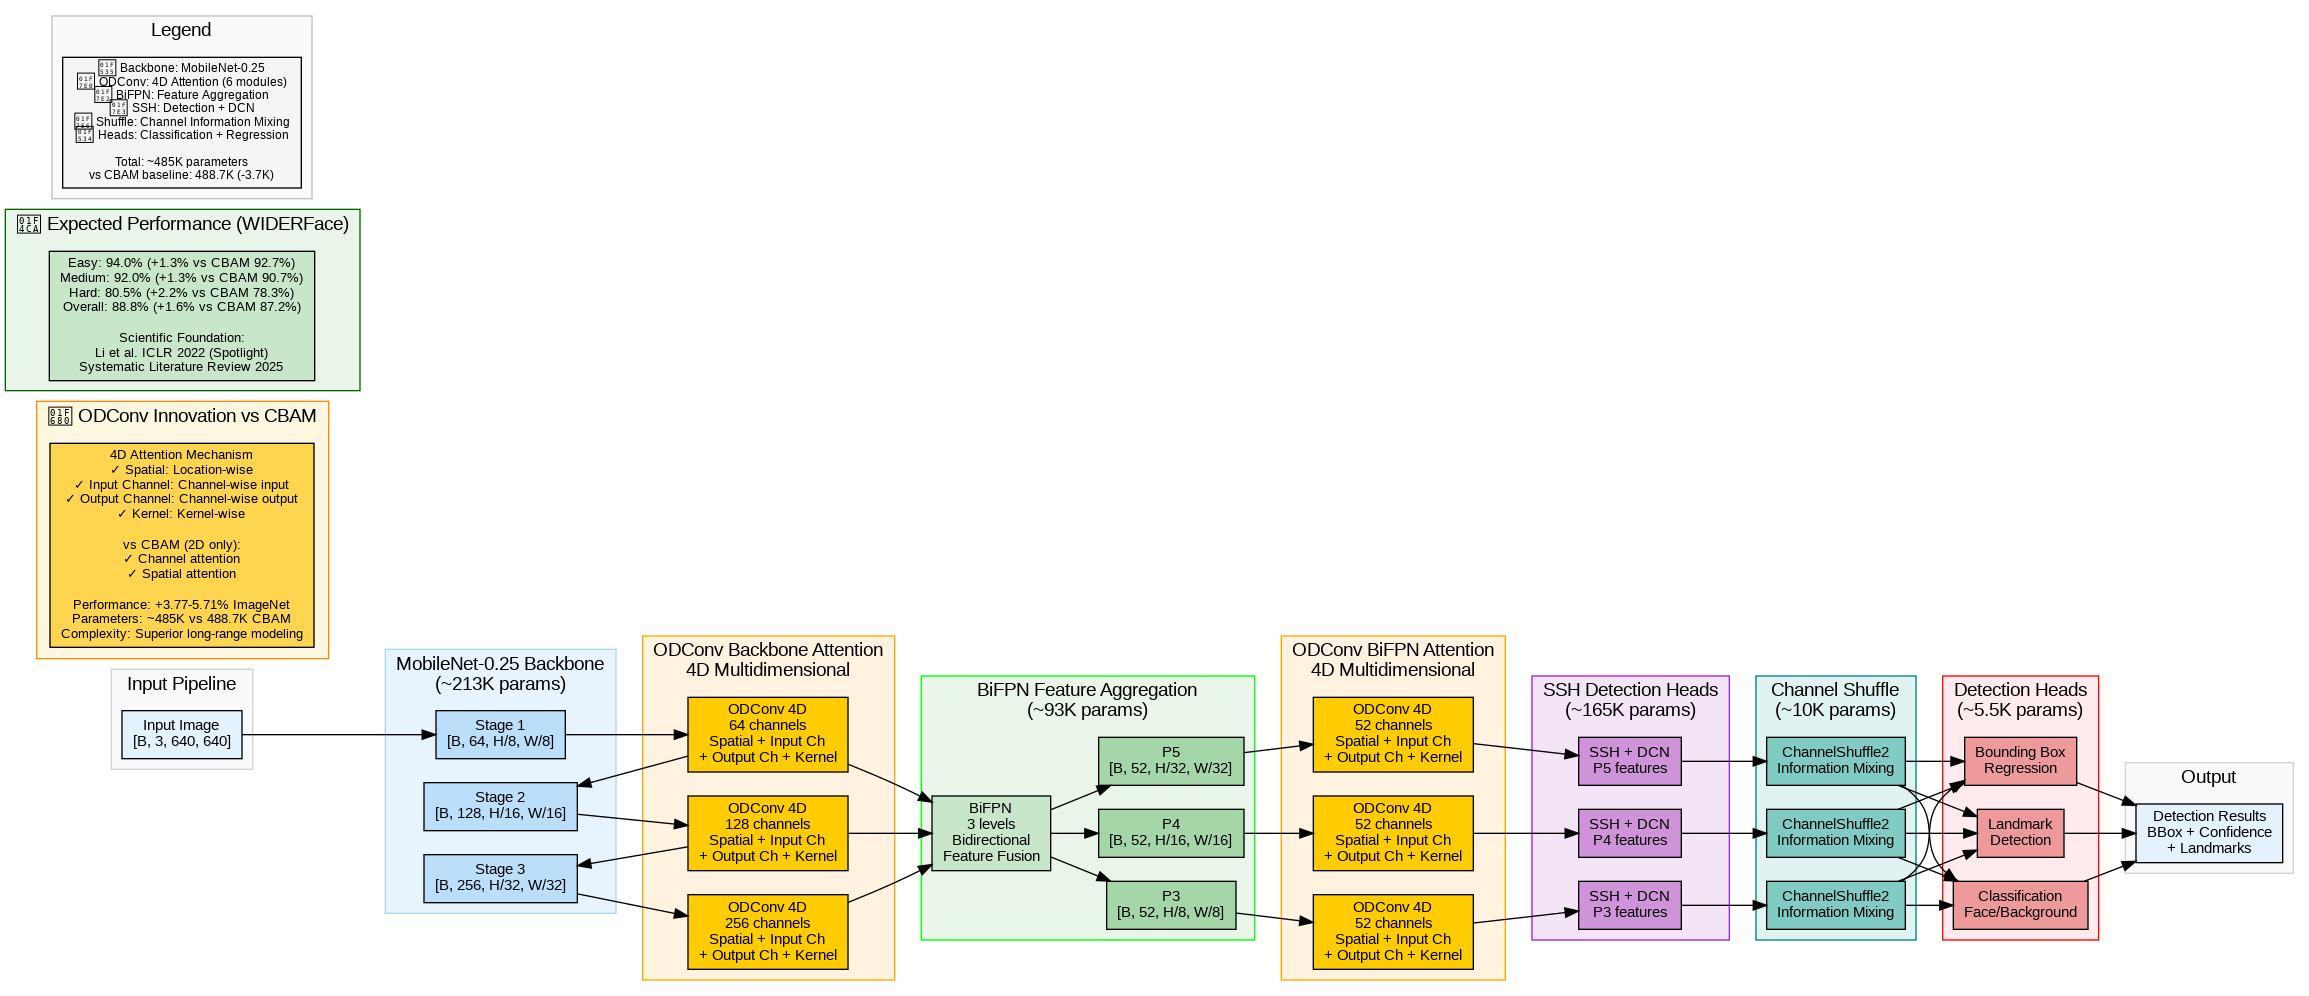 Legend
Backbone: MobileNet-0.25
ODConv: 4D Attention (6 modules)
BiFPN: Feature Aggregation
SSH: Detection + DCN
Shuffle: Channel Information Mixing
Heads: Classification + Regression
Total: ~485K parameters
vs CBAM baseline: 488.7K (-3.7K)
Expected Performance (WIDERFace)
Easy: 94.0% (+1.3% vs CBAM 92.7%)
Medium: 92.0% (+1.3% vs CBAM 90.7%)
Hard: 80.5% (+2.2% vs CBAM 78.3%)
Overall: 88.8% (+1.6% vs CBAM 87.2%)
Scientific Foundation:
Li et al. ICLR 2022 (Spotlight)
Systematic Literature Review 2025
ODConv Innovation vs CBAM
4D Attention Mechanism
✓ Spatial: Location-wise
✓ Input Channel: Channel-wise input
✓ Output Channel: Channel-wise output
✓ Kernel: Kernel-wise
vs CBAM (2D only):
✓ Channel attention
✓ Spatial attention
Performance: +3.77-5.71% ImageNet
Parameters: ~485K vs 488.7K CBAM
Complexity: Superior long-range modeling
Input Pipeline
Input Image
[B, 3, 640, 640]
MobileNet-0.25 Backbone
(~213K params)
Stage 1
[B, 64, H/8, W/8]
Stage 2
[B, 128, H/16, W/16]
Stage 3
[B, 256, H/32, W/32]
ODConv Backbone Attention
4D Multidimensional
ODConv 4D
64 channels
Spatial + Input Ch
+ Output Ch + Kernel
ODConv 4D
128 channels
Spatial + Input Ch
+ Output Ch + Kernel
ODConv 4D
256 channels
Spatial + Input Ch
+ Output Ch + Kernel
BiFPN Feature Aggregation
(~93K params)
BiFPN
3 levels
Bidirectional
Feature Fusion
P5
[B, 52, H/32, W/32]
P4
[B, 52, H/16, W/16]
P3
[B, 52, H/8, W/8]
ODConv BiFPN Attention
4D Multidimensional
ODConv 4D
52 channels
Spatial + Input Ch
+ Output Ch + Kernel
ODConv 4D
52 channels
Spatial + Input Ch
+ Output Ch + Kernel
ODConv 4D
52 channels
Spatial + Input Ch
+ Output Ch + Kernel
SSH Detection Heads
(~165K params)
SSH + DCN
P5 features
SSH + DCN
P4 features
SSH + DCN
P3 features
Channel Shuffle
(~10K params)
ChannelShuffle2
Information Mixing
ChannelShuffle2
Information Mixing
ChannelShuffle2
Information Mixing
Detection Heads
(~5.5K params)
Bounding Box
Regression
Landmark
Detection
Classification
Face/Background
Output
Detection Results
BBox + Confidence
+ Landmarks